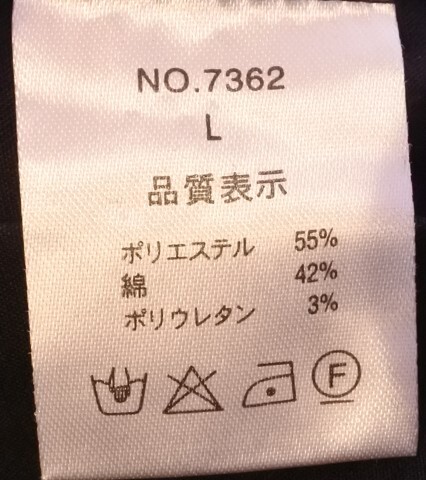 NO.7362
L
品質表示
ポリエステル 55%
綿 42%
ポリウレタン 3%
F